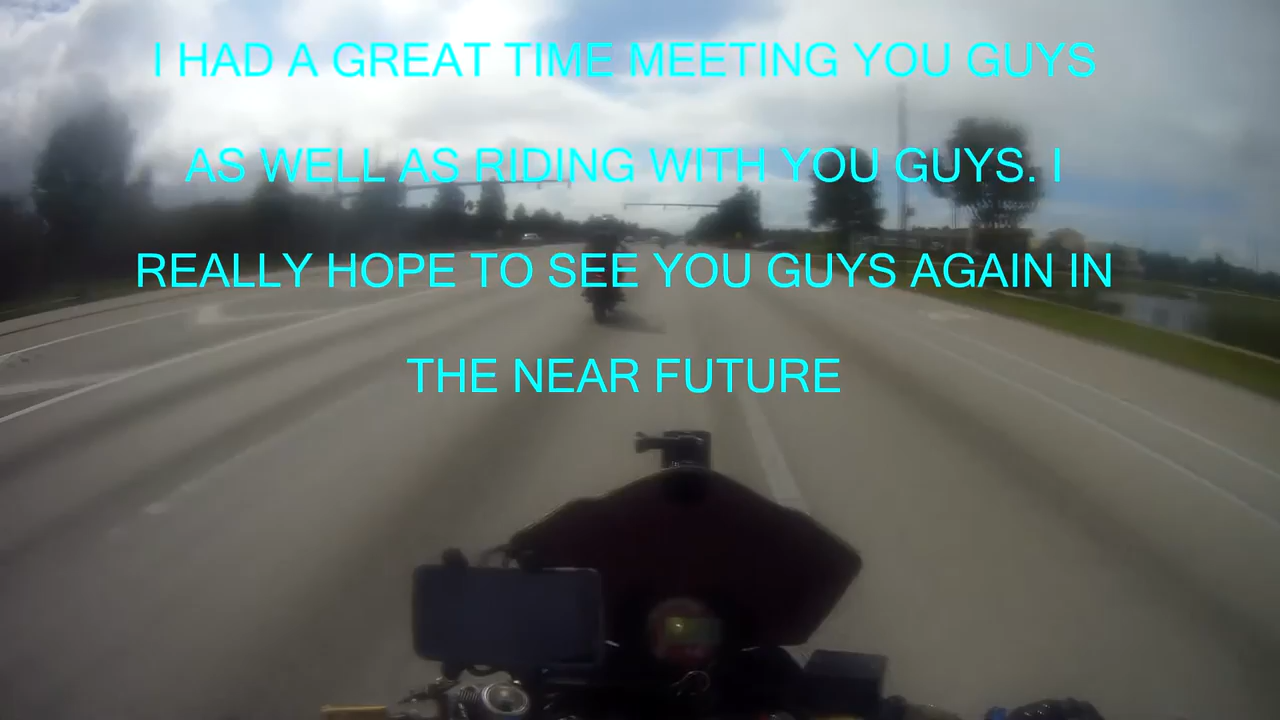 I HAD A GREAT TIME MEETING YOU GUYS
AS WELL AS RIDING WITH YOU GUYS. I
REALLY HOPE TO SEE YOU GUYS AGAIN IN
THE NEAR FUTURE